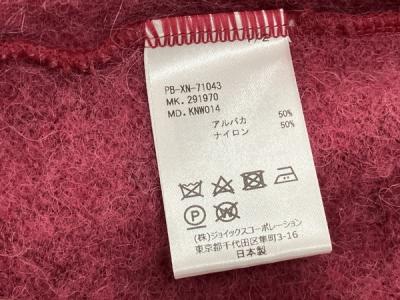 PB-XN-71043
MK. 291970
MD. KNW014
アルパカ 50%
ナイロン 50%
P W
(株)ジョイックスコーポレーション
東京都千代田区隼町3-16
日本製